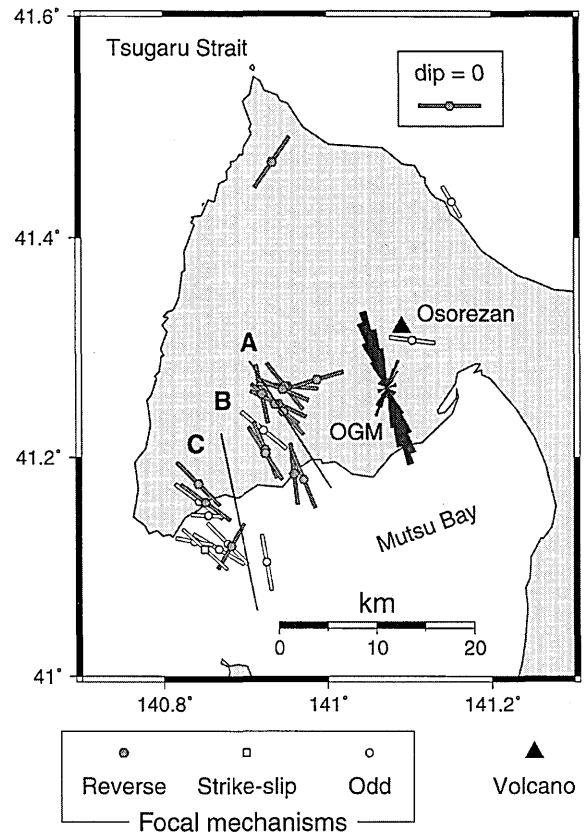 41.6°
Tsugaru Strait
dip = 0
41.4°
Osorezan
A
B
OGM
C
41.2°
Mutsu Bay
km
0 10 20
41°
140.8° 141° 141.2°
Reverse Strike-slip Odd Volcano
Focal mechanisms